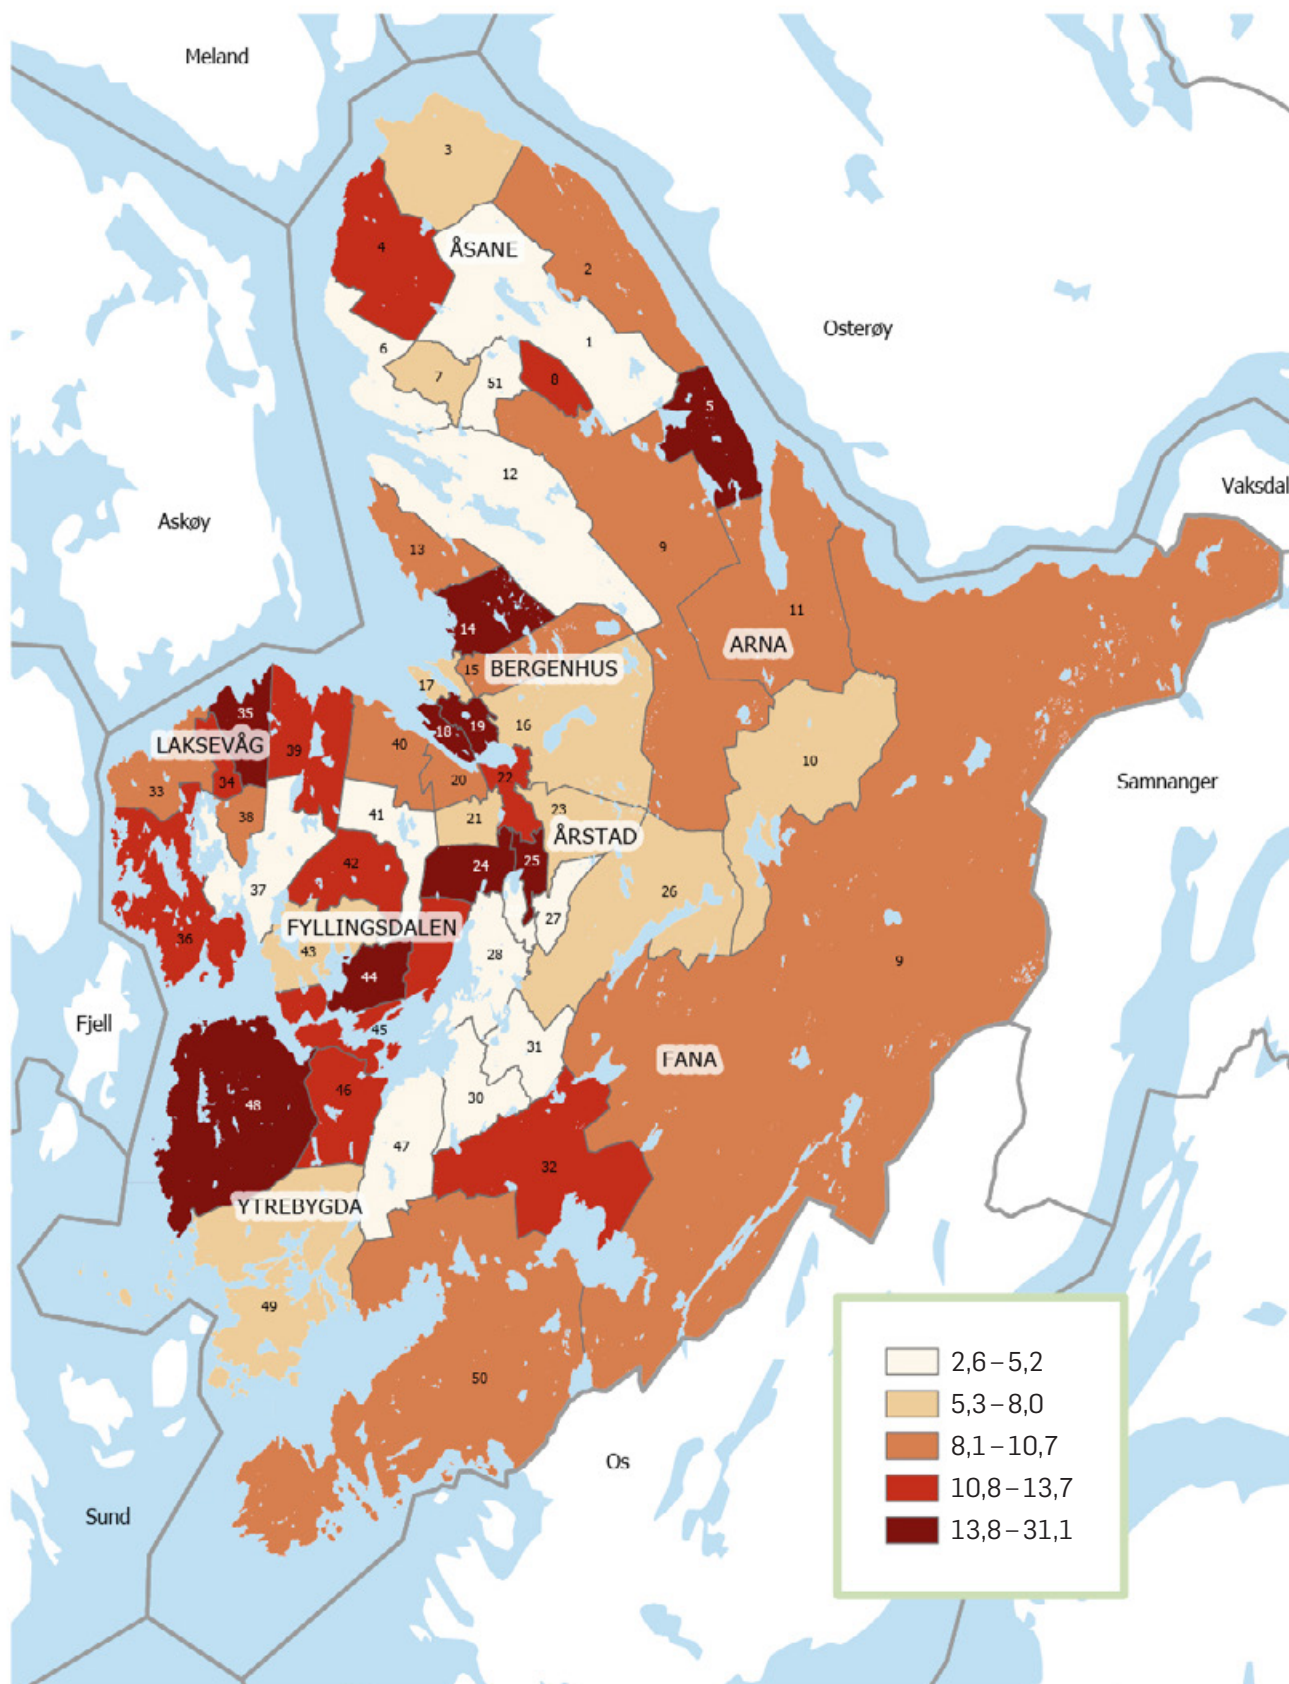 Meland
3
4
ÅSANE
2
Osterøy
1
6
7
51
8
5
12
Vaksdal
Askøy
13
9
11
14
ARNA
15
BERGENHUS
17
35
18
19
16
LAKSEVÅG
39
40
10
33
34
20
22
Samnanger
38
41
21
23
ÅRSTAD
42
24
25
37
26
27
FYLLINGSDALEN
36
43
28
44
9
Fjell
45
31
FANA
46
48
30
47
32
YTREBYGDA
49
50
2,6 – 5,2
5,3 – 8,0
8,1 – 10,7
10,8 – 13,7
13,8 – 31,1
Os
Sund